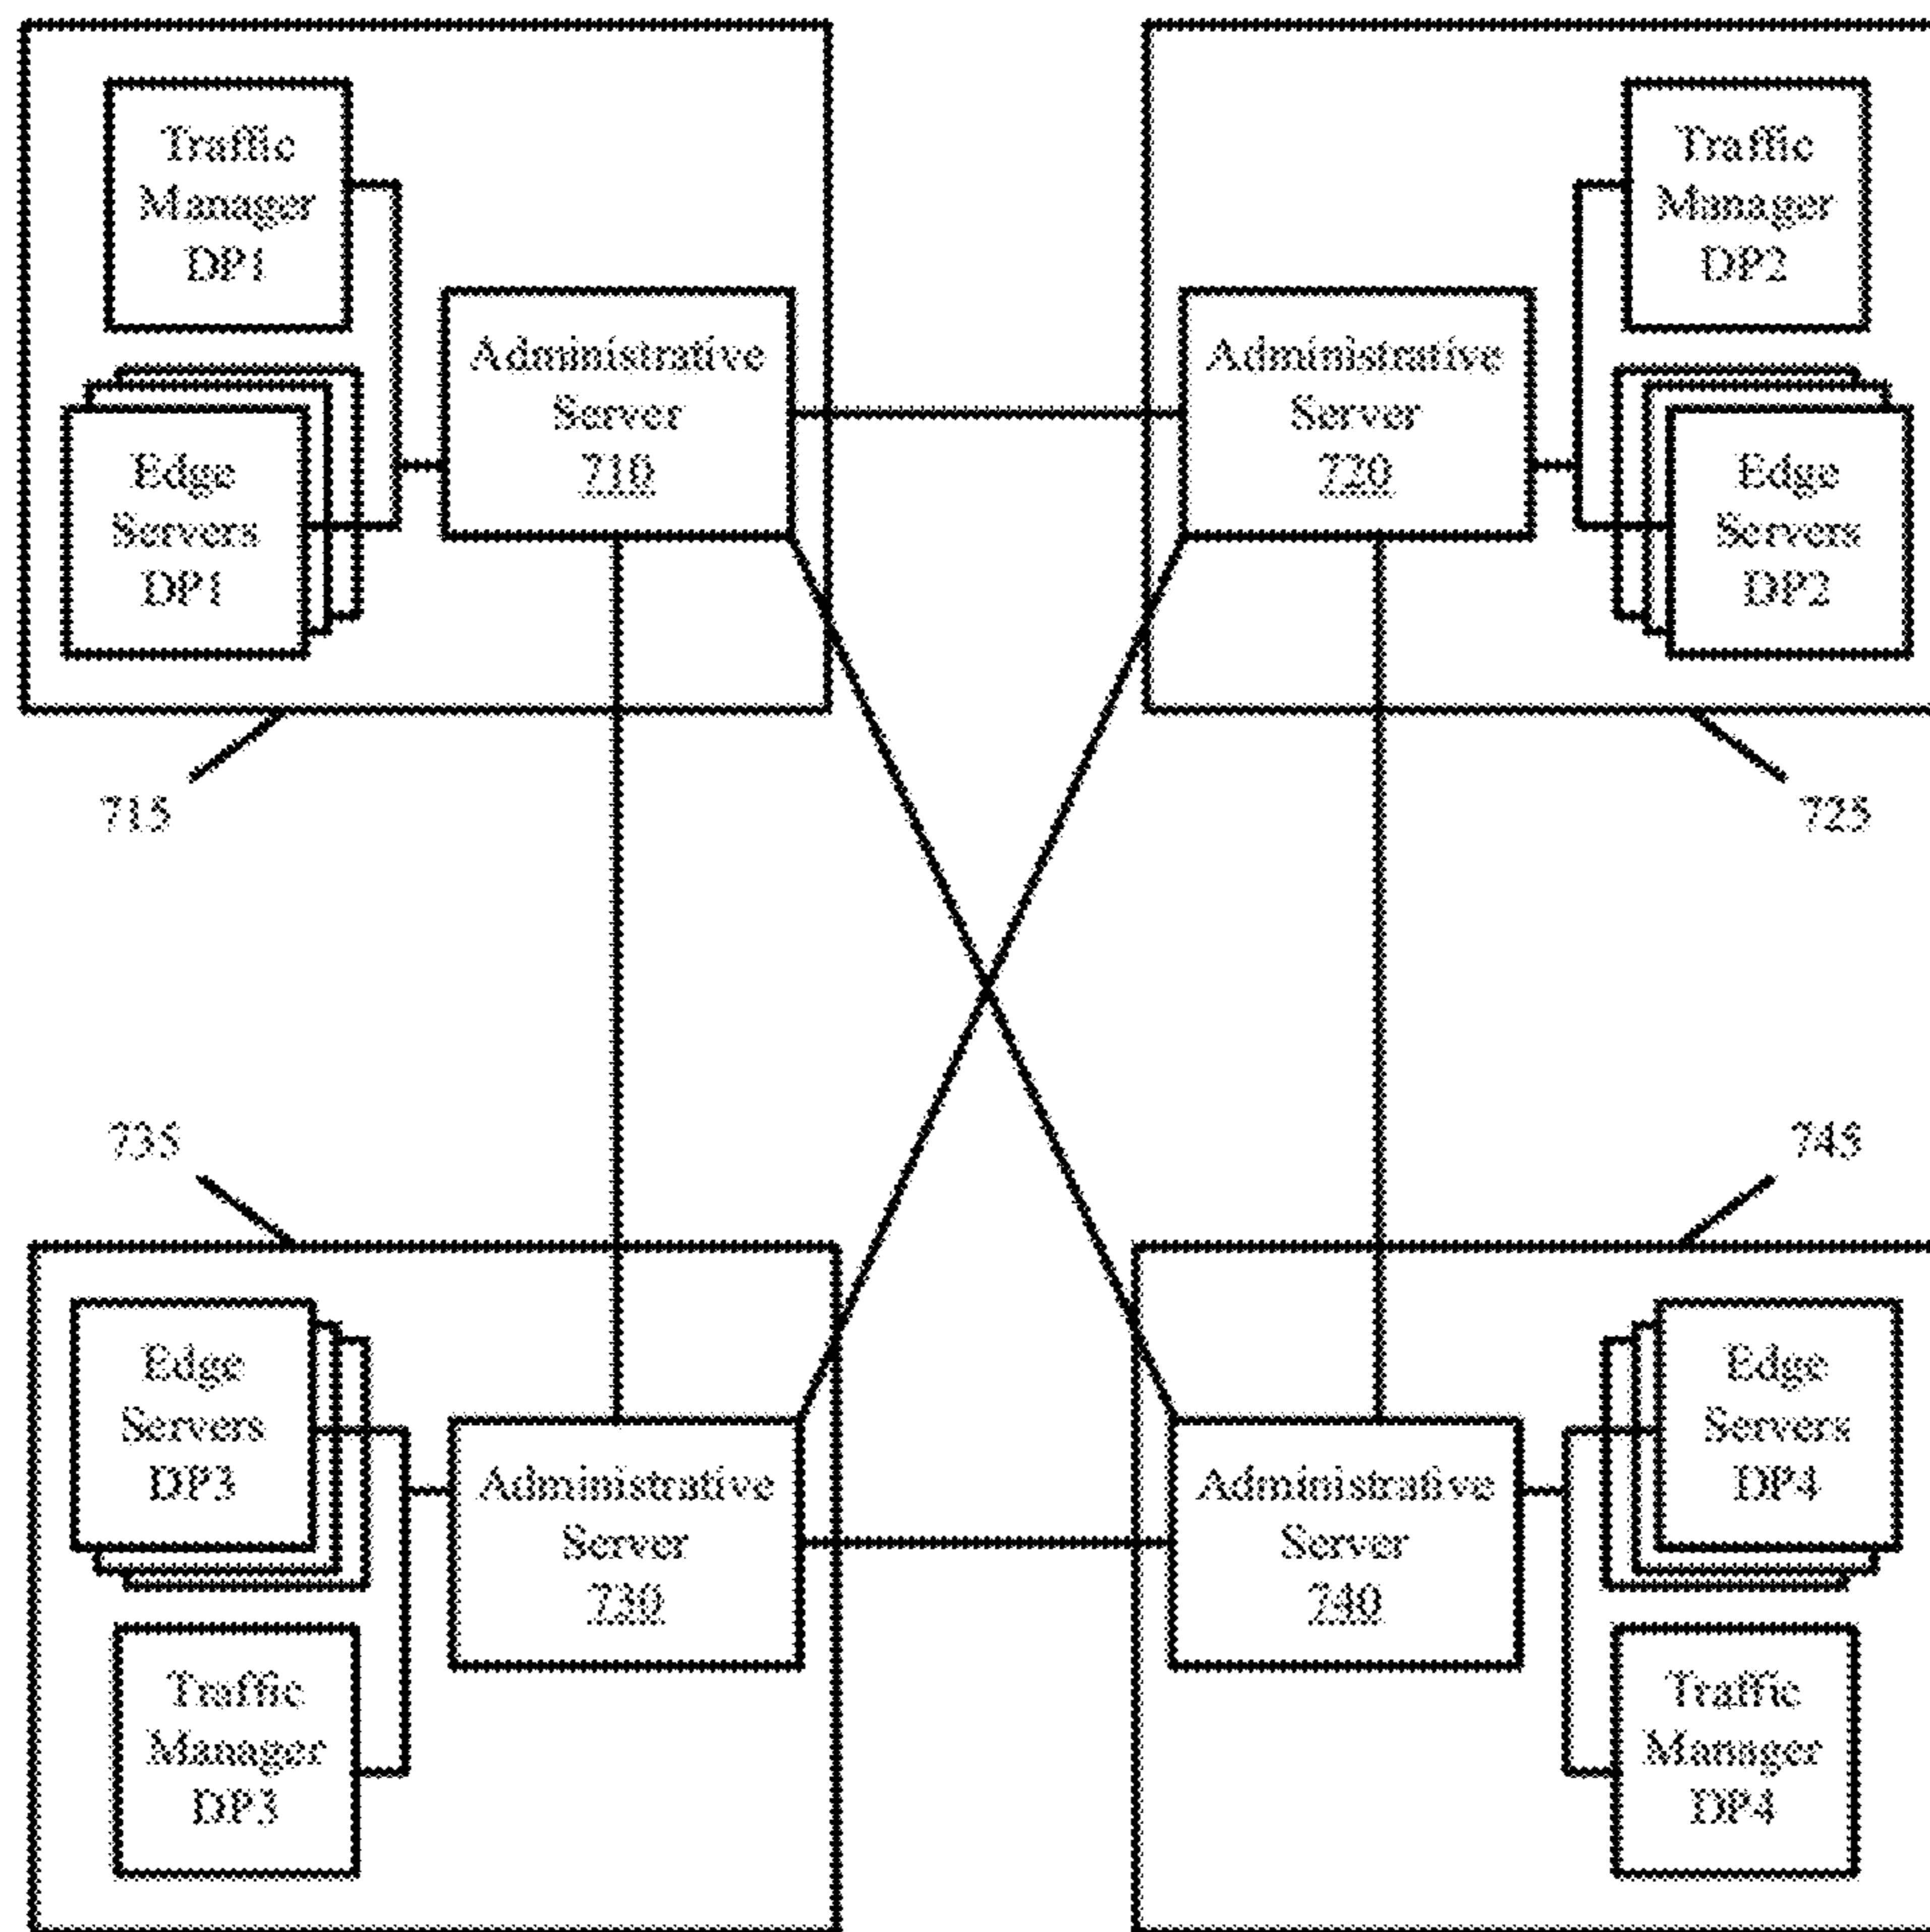 Traffic
Manager
DP1
Administrative
Server
710
Edge
Servers
DP1
715
Traffic
Manager
DP2
Administrative
Server
720
Edge
Servers
DP2
725
735
Edge
Servers
DP3
Administrative
Server
730
Traffic
Manager
DP3
745
Edge
Servers
DP4
Administrative
Server
740
Traffic
Manager
DP4